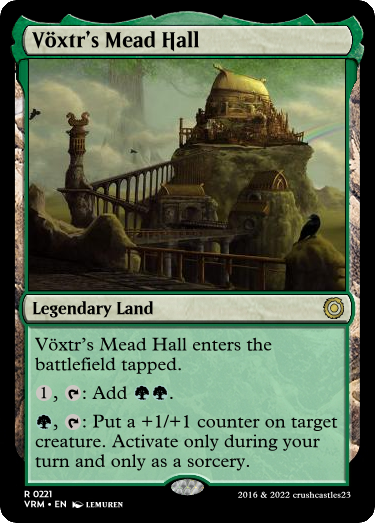 Vöxtr's Mead Hall
Legendary Land
Vöxtr's Mead Hall enters the
battlefield tapped.
1, : Add .
, : Put a +1/+1 counter on target
creature. Activate only during your
turn and only as a sorcery.
R 0221
VRM • EN LEMUREN
2016 & 2022 crushcastles23